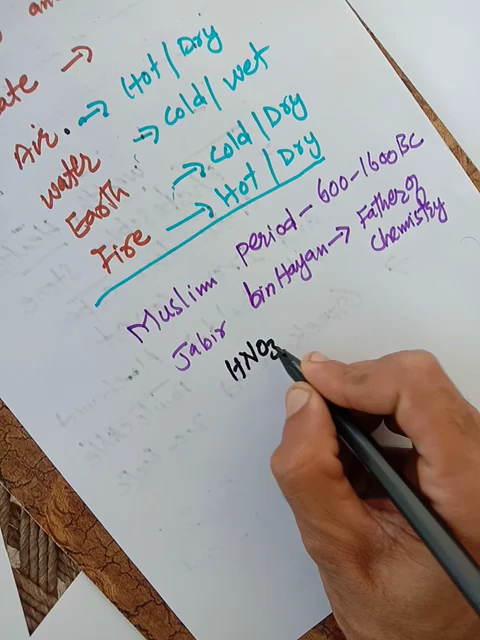 an
ate →
Air. → Hot / Dry
water → Cold / wet
Earth → Cold / Dry
Fire → Hot / Dry
Muslim period - 600 - 1600 BC
Jabir bin Hayan → Father of
chemistry
HNO3